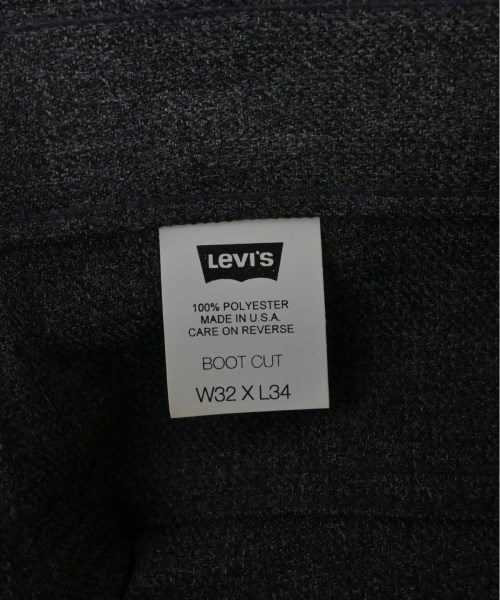 Levi's
100% POLYESTER
MADE IN U.S.A.
CARE ON REVERSE
BOOT CUT
W32 X L34